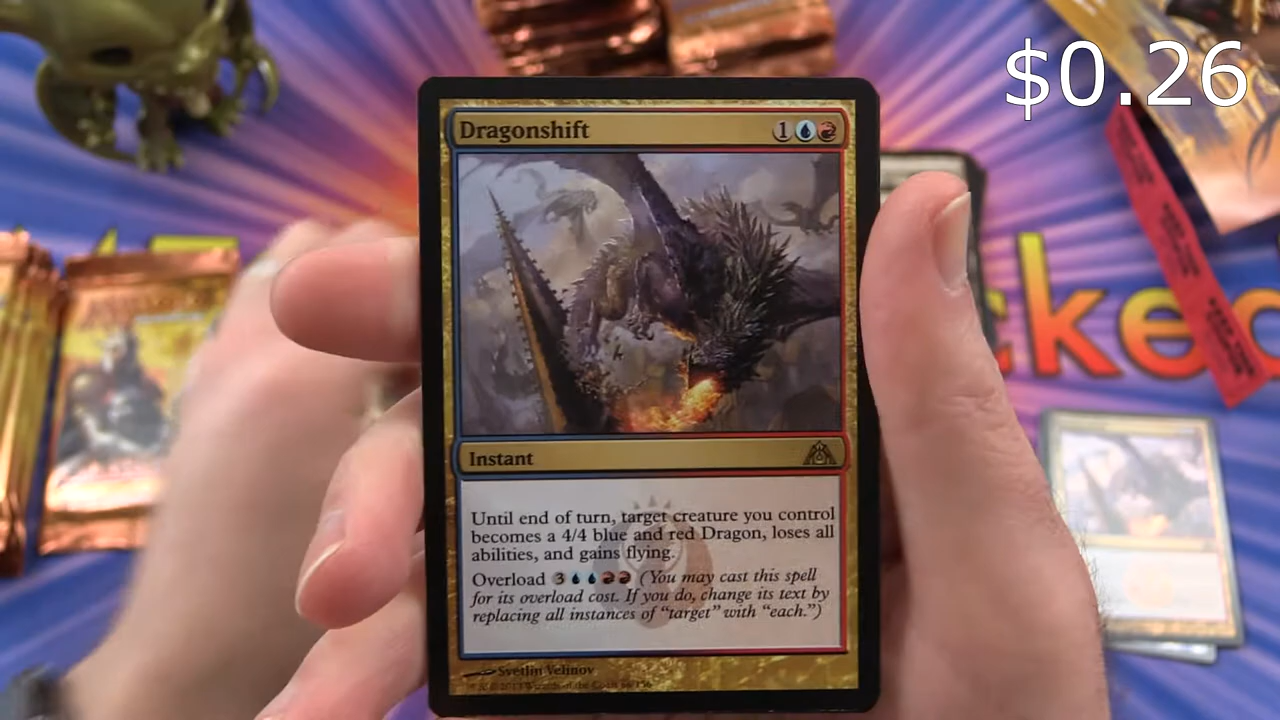 $0.26
Dragonshift 1
Instant
Until end of turn, target creature you control
becomes a 4/4 blue and red Dragon, loses all
abilities, and gains flying.
Overload 3 (You may cast this spell
for its overload cost. If you do, change its text by
replacing all instances of “target” with “each.”)
Svetlin Velinov